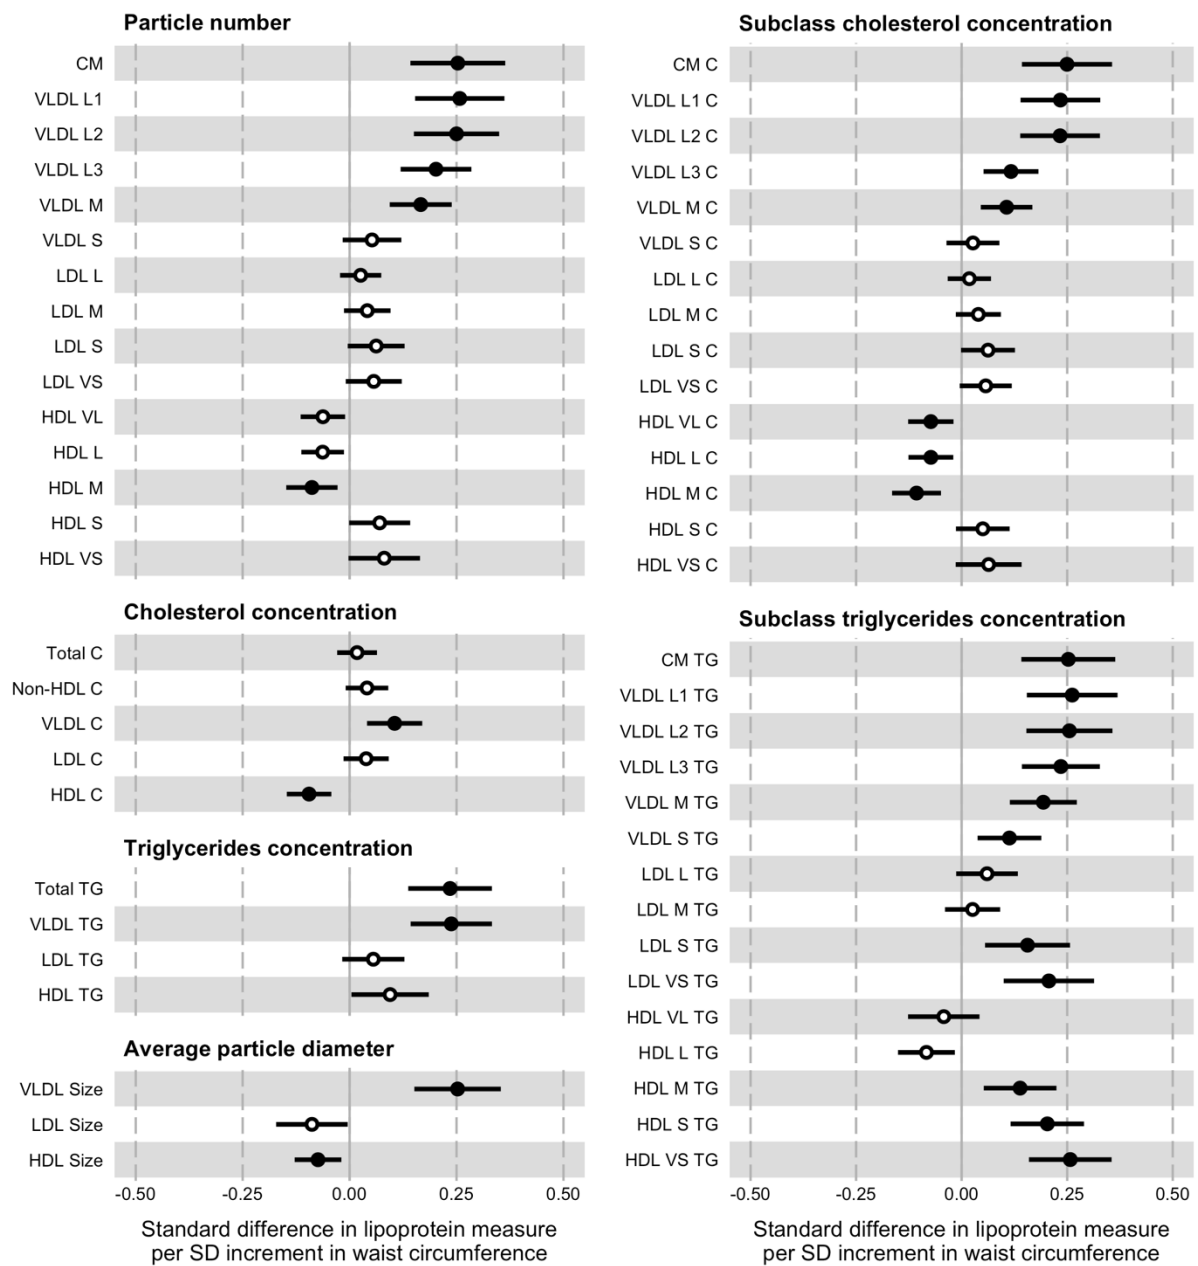 Particle number
CM
VLDL L1
VLDL L2
VLDL L3
VLDL M
VLDL S
LDL L
LDL M
LDL S
LDL VS
HDL VL
HDL L
HDL M
HDL S
HDL VS
Cholesterol concentration
Total C
Non-HDL C
VLDL C
LDL C
HDL C
Triglycerides concentration
Total TG
VLDL TG
LDL TG
HDL TG
Average particle diameter
VLDL Size
LDL Size
HDL Size
-0.50 -0.25 0.00 0.25 0.50
Standard difference in lipoprotein measure
per SD increment in waist circumference
Subclass cholesterol concentration
CM C
VLDL L1 C
VLDL L2 C
VLDL L3 C
VLDL M C
VLDL S C
LDL L C
LDL M C
LDL S C
LDL VS C
HDL VL C
HDL L C
HDL M C
HDL S C
HDL VS C
Subclass triglycerides concentration
CM TG
VLDL L1 TG
VLDL L2 TG
VLDL L3 TG
VLDL M TG
VLDL S TG
LDL L TG
LDL M TG
LDL S TG
LDL VS TG
HDL VL TG
HDL L TG
HDL M TG
HDL S TG
HDL VS TG
-0.50 -0.25 0.00 0.25 0.50
Standard difference in lipoprotein measure
per SD increment in waist circumference